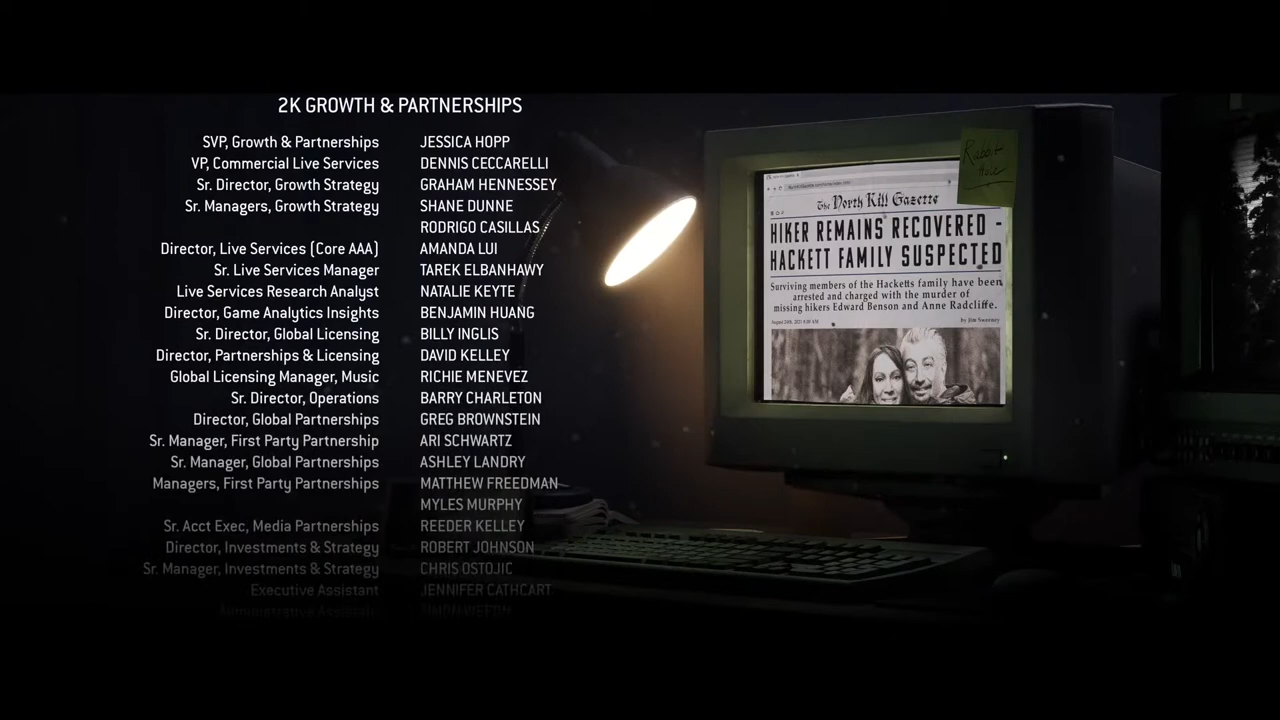 2K GROWTH & PARTNERSHIPS
SVP, Growth & Partnerships JESSICA HOPP
VP, Commercial Live Services DENNIS CECCARELLI
Sr. Director, Growth Strategy GRAHAM HENNESSEY
Sr. Managers, Growth Strategy SHANE DUNNE
RODRIGO CASILLAS
Director, Live Services (Core AAA) AMANDA LUI
Sr. Live Services Manager TAREK ELBANHAWY
Live Services Research Analyst NATALIE KEYTE
Director, Game Analytics Insights BENJAMIN HUANG
Sr. Director, Global Licensing BILLY INGLIS
Director, Partnerships & Licensing DAVID KELLEY
Global Licensing Manager, Music RICHIE MENEVEZ
Sr. Director, Operations BARRY CHARLETON
Director, Global Partnerships GREG BROWNSTEIN
Sr. Manager, First Party Partnership ARI SCHWARTZ
Sr. Manager, Global Partnerships ASHLEY LANDRY
Managers, First Party Partnerships MATTHEW FREEDMAN
MYLES MURPHY
Sr. Acct Exec, Media Partnerships REEDER KELLEY
Director, Investments & Strategy ROBERT JOHNSON
Sr. Manager, Investments & Strategy CHRIS OSTOJIC
Executive Assistant JENNIFER CATHCART
Rabbit
Hole
The North Kill Gazette
HIKER REMAINS RECOVERED -
HACKETT FAMILY SUSPECTED
Surviving members of the Hacketts family have been
arrested and charged with the murder of
missing hikers Edward Benson and Anne Radcliffe.
by Jim Sweeney